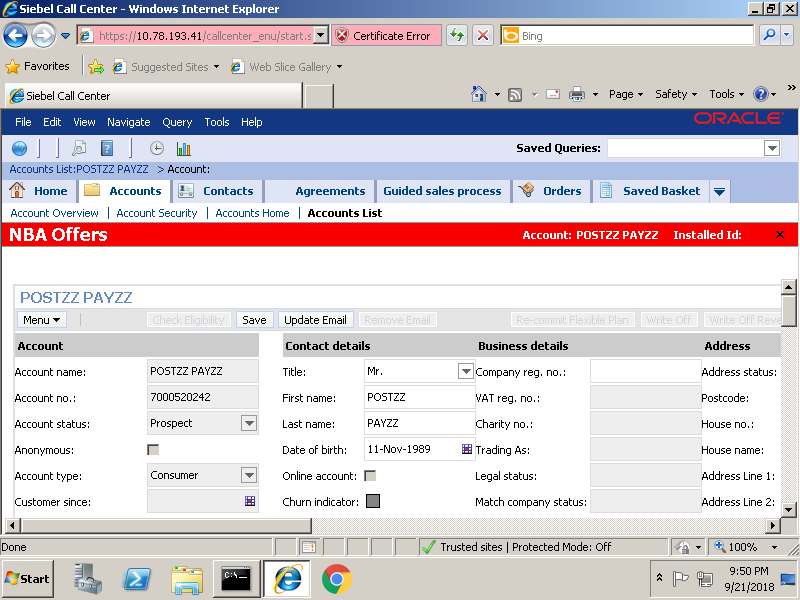 Siebel Call Center - Windows Internet Explorer
https://10.78.193.41/callcenter_enu/start.s
Certificate Error
Bing
Favorites
Suggested Sites
Web Slice Gallery
Siebel Call Center
Page
Safety
Tools
»
File Edit View Navigate Query Tools Help
ORACLE
Saved Queries:
Accounts List:POSTZZ PAYZZ > Account:
Home Accounts Contacts Agreements Guided sales process Orders Saved Basket
Account Overview | Account Security | Accounts Home | Accounts List
NBA Offers Account: POSTZZ PAYZZ Installed Id: ×
POSTZZ PAYZZ
Menu Check Eligibility Save Update Email Remove Email Re-commit Flexible Plan Write Off Write Off Reve
Account Contact details Business details Address
Account name: POSTZZ PAYZZ Title: Mr. Company reg. no.: Address status:
Account no.: 7000520242 First name: POSTZZ VAT reg. no.: Postcode:
Account status: Prospect Last name: PAYZZ Charity no.: House no.:
Anonymous: Date of birth: 11-Nov-1989 Trading As: House name:
Account type: Consumer Online account: Legal status: Address Line 1:
Customer since: Churn indicator: Match company status: Address Line 2:
Done Trusted sites | Protected Mode: Off 100%
Start
C:\_
9:50 PM
9/21/2018